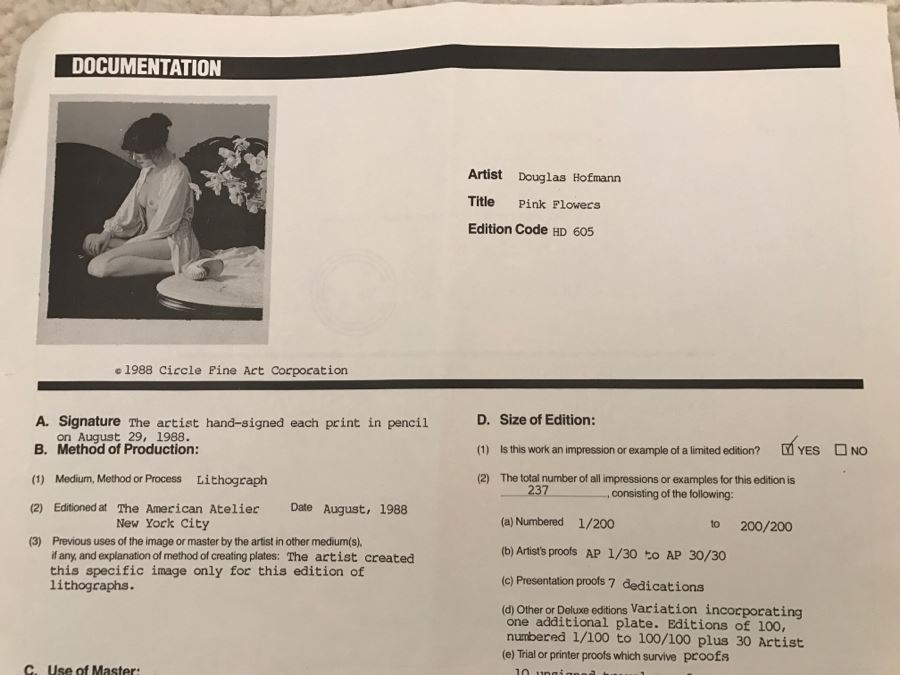 DOCUMENTATION
Artist Douglas Hofmann
Title Pink Flowers
Edition Code HD 605
© 1988 Circle Fine Art Corporation
A. Signature The artist hand-signed each print in pencil
on August 29, 1988.
B. Method of Production:
(1) Medium, Method or Process Lithograph
(2) Editioned at The American Atelier Date August, 1988
New York City
(3) Previous uses of the image or master by the artist in other medium(s),
if any, and explanation of method of creating plates: The artist created
this specific image only for this edition of
lithographs.
C. Use of Master:
D. Size of Edition:
(1) Is this work an impression or example of a limited edition? YES NO
(2) The total number of all impressions or examples for this edition is
237, consisting of the following:
(a) Numbered 1/200 to 200/200
(b) Artist's proofs AP 1/30 to AP 30/30
(c) Presentation proofs 7 dedications
(d) Other or Deluxe editions Variation incorporating
one additional plate. Editions of 100,
numbered 1/100 to 100/100 plus 30 Artist
(e) Trial or printer proofs which survive proofs
10 unsigned